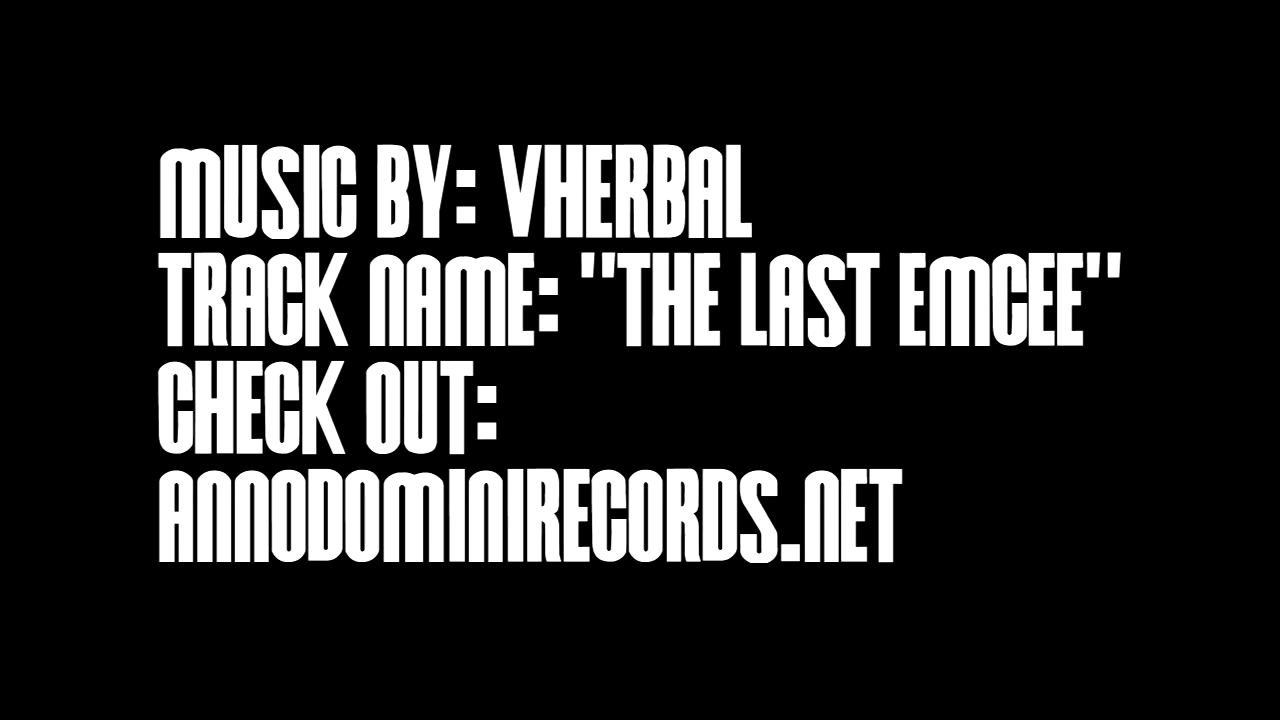 MUSIC BY: VHERBAL
TRACK NAME: "THE LAST EMCEE"
CHECK OUT:
ANNODOMINIRECORDS.NET